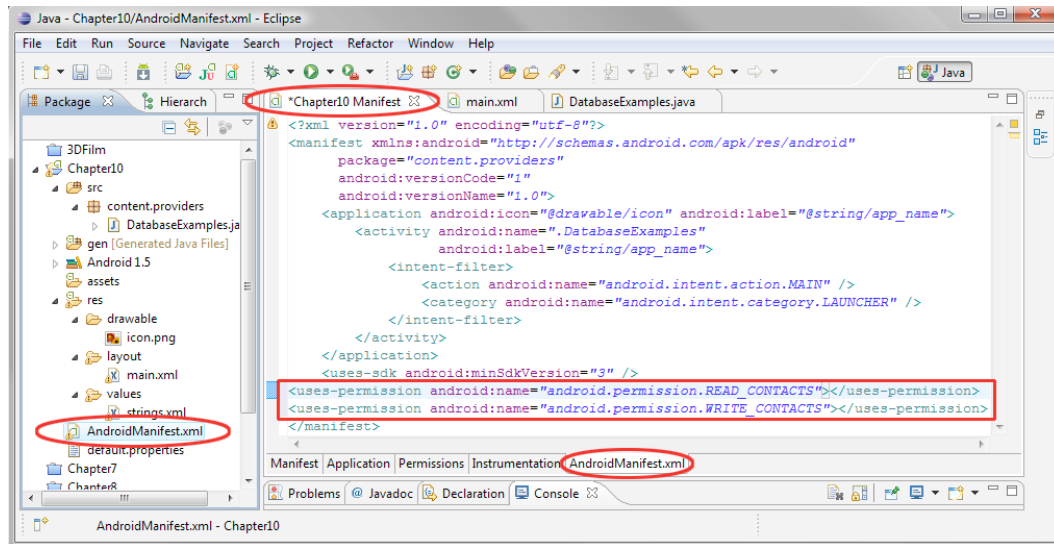 Java - Chapter10/AndroidManifest.xml - Eclipse
File Edit Run Source Navigate Search Project Refactor Window Help
Java
Package Hierarch
*Chapter10 Manifest main.xml DatabaseExamples.java
3DFilm
Chapter10
src
content.providers
DatabaseExamples.ja
gen [Generated Java Files]
Android 1.5
assets
res
drawable
icon.png
layout
main.xml
values
strings.xml
AndroidManifest.xml
default.properties
Chapter7
Chapter8
<?xml version="1.0" encoding="utf-8"?>
<manifest xmlns:android="http://schemas.android.com/apk/res/android"
package="content.providers"
android:versionCode="1"
android:versionName="1.0">
<application android:icon="@drawable/icon" android:label="@string/app_name">
<activity android:name=".DatabaseExamples"
android:label="@string/app_name">
<intent-filter>
<action android:name="android.intent.action.MAIN" />
<category android:name="android.intent.category.LAUNCHER" />
</intent-filter>
</activity>
</application>
<uses-sdk android:minSdkVersion="3" />
<uses-permission android:name="android.permission.READ_CONTACTS"></uses-permission>
<uses-permission android:name="android.permission.WRITE_CONTACTS"></uses-permission>
</manifest>
Manifest Application Permissions Instrumentation AndroidManifest.xml
Problems @ Javadoc Declaration Console
AndroidManifest.xml - Chapter10